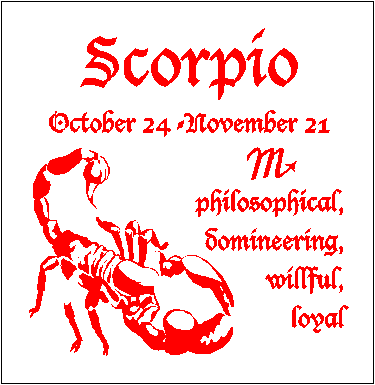 Scorpio
October 24 -November 21
♏
philosophical,
domineering,
willful,
loyal